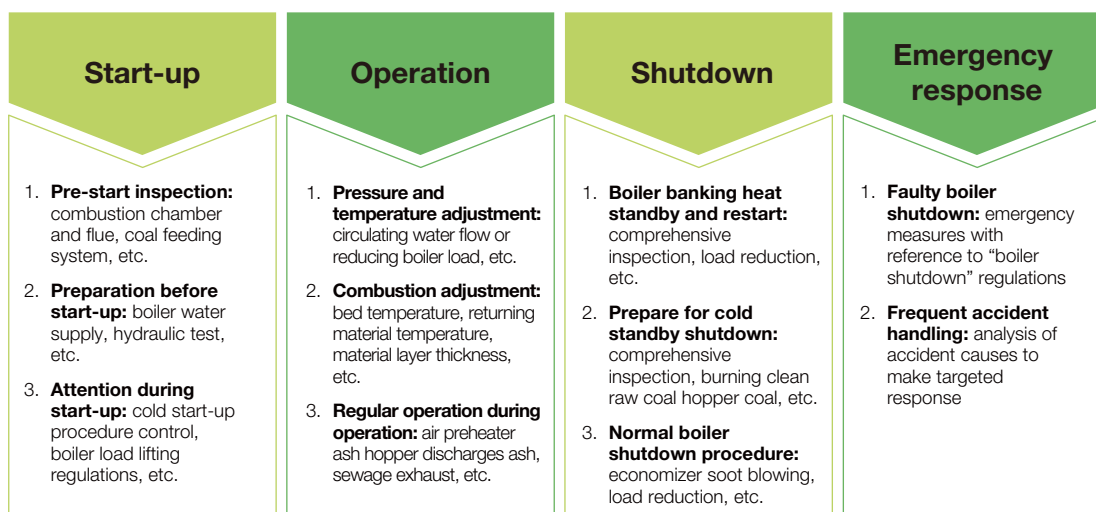 Start-up
1. Pre-start inspection:
combustion chamber
and flue, coal feeding
system, etc.
2. Preparation before
start-up: boiler water
supply, hydraulic test,
etc.
3. Attention during
start-up: cold start-up
procedure control,
boiler load lifting
regulations, etc.
Operation
1. Pressure and
temperature adjustment:
circulating water flow or
reducing boiler load, etc.
2. Combustion adjustment:
bed temperature, returning
material temperature,
material layer thickness,
etc.
3. Regular operation during
operation: air preheater
ash hopper discharges ash,
sewage exhaust, etc.
Shutdown
1. Boiler banking heat
standby and restart:
comprehensive
inspection, load reduction,
etc.
2. Prepare for cold
standby shutdown:
comprehensive
inspection, burning clean
raw coal hopper coal, etc.
3. Normal boiler
shutdown procedure:
economizer soot blowing,
load reduction, etc.
Emergency
response
1. Faulty boiler
shutdown: emergency
measures with
reference to “boiler
shutdown” regulations
2. Frequent accident
handling: analysis of
accident causes to
make targeted
response